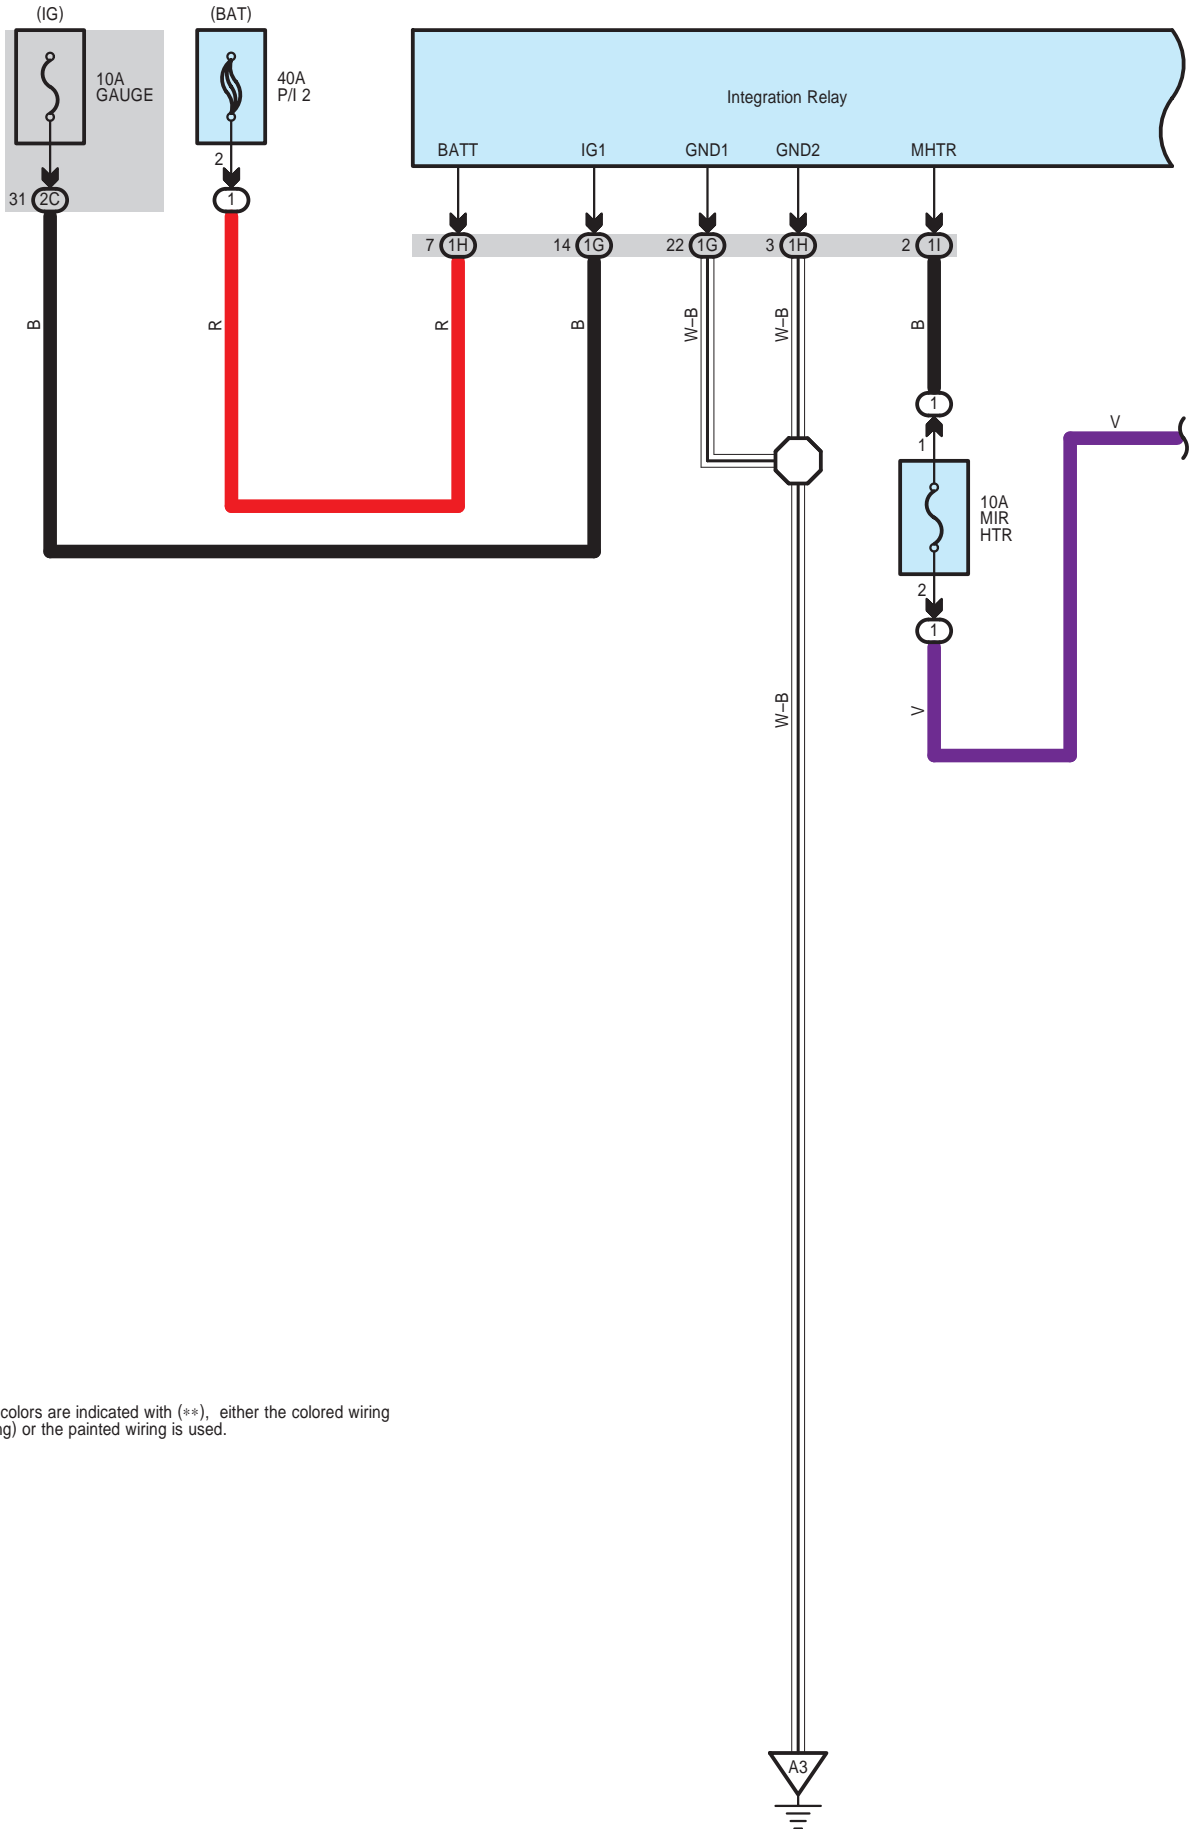 (IG)
(BAT)
10A
GAUGE
40A
P/I 2
Integration Relay
BATT
IG1
GND1
GND2
MHTR
2
31
2C
1
7
1H
14
1G
22
1G
3
1H
2
1I
B
R
R
B
W–B
W–B
B
1
1
V
10A
MIR
HTR
2
1
W–B
V
colors are indicated with (**), either the colored wiring
ng) or the painted wiring is used.
A3